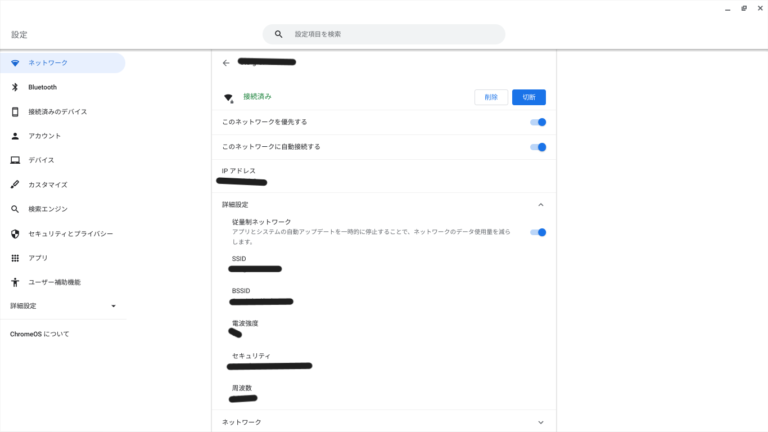 設定
設定項目を検索
ネットワーク
Bluetooth
接続済みのデバイス
アカウント
デバイス
カスタマイズ
検索エンジン
セキュリティとプライバシー
アプリ
ユーザー補助機能
詳細設定
ChromeOS について
接続済み
削除
切断
このネットワークを優先する
このネットワークに自動接続する
IP アドレス
詳細設定
従量制ネットワーク
アプリとシステムの自動アップデートを一時的に停止することで、ネットワークのデータ使用量を減ら
します。
SSID
BSSID
電波強度
セキュリティ
周波数
ネットワーク